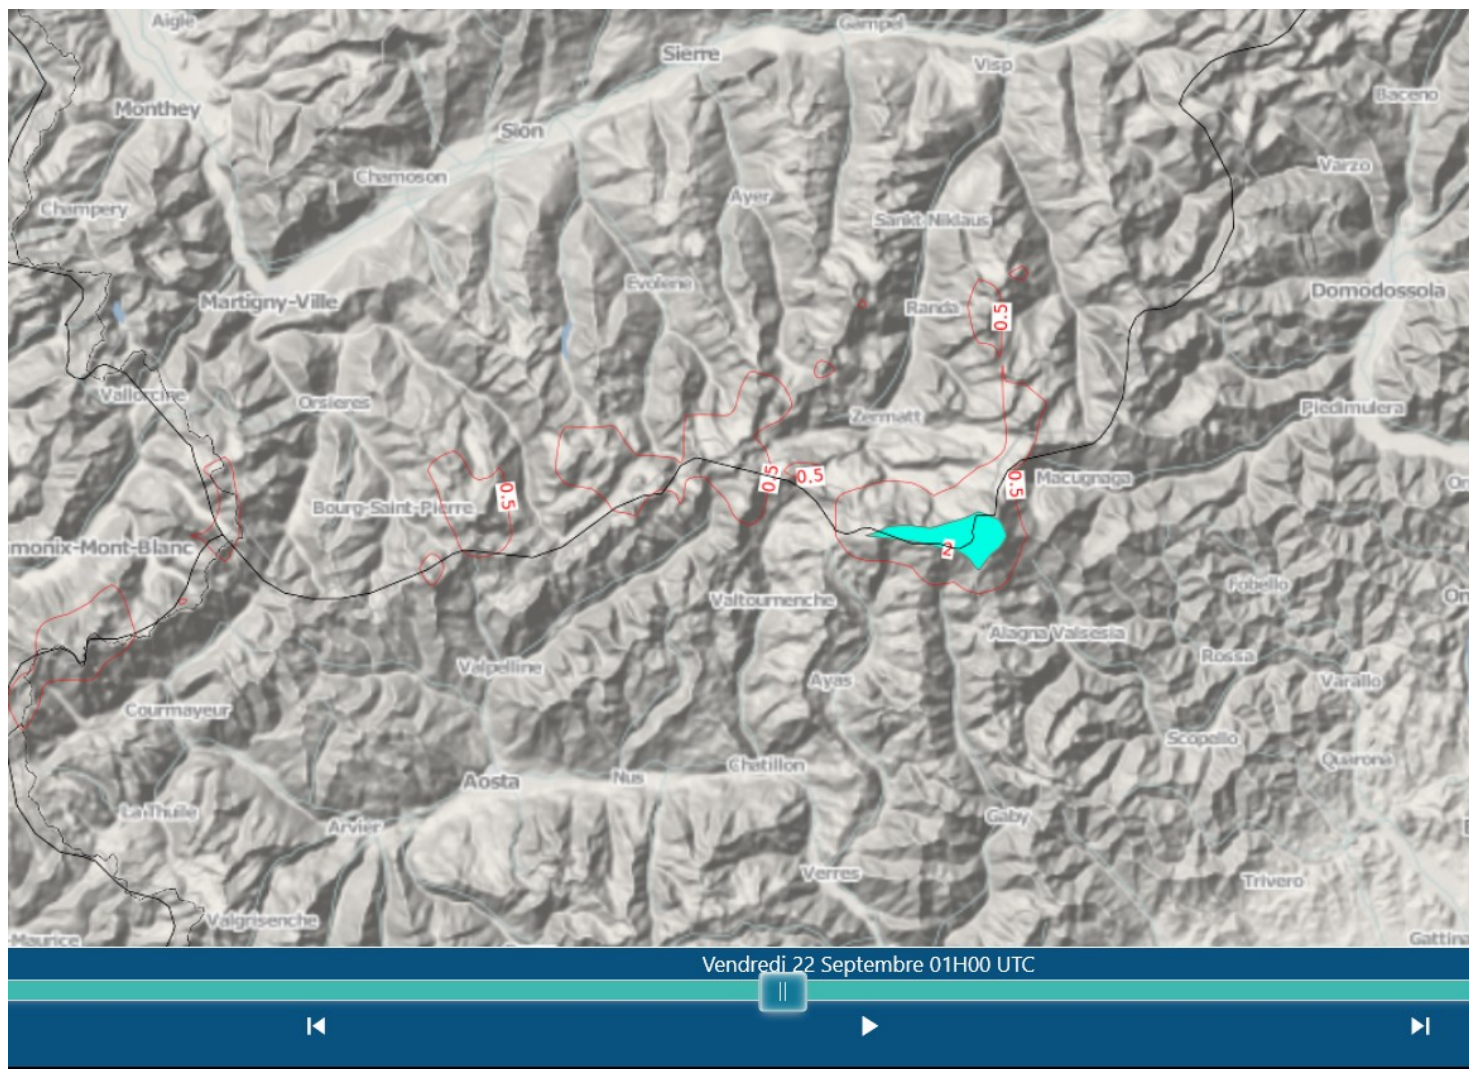 Aigle
Gampel
Sierre
Visp
Monthey
Baceno
Sion
Varzo
Chamoson
Ayer
Champery
Sankt Niklaus
Evolene
Domodossola
Martigny-Ville
Randa
0.5
Vallorcine
Orsieres
Zermatt
Piedimulera
0.5
0.5
0.5
0.5
Macugnaga
Bourg-Saint-Pierre
monix-Mont-Blanc
2
Fobello
Valtournenche
Alagna Valsesia
Rossa
Valpelline
Ayas
Varallo
Courmayeur
Scopello
Quarona
Chatillon
Nus
Aosta
La Thuile
Arvier
Gaby
Verres
Trivero
Valgrisenche
Maurice
Gattina
Vendredi 22 Septembre 01H00 UTC